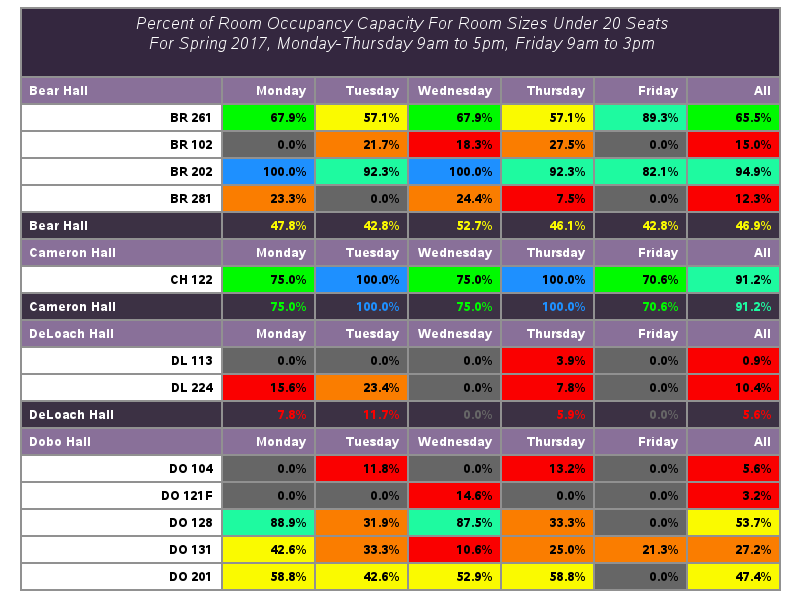 Percent of Room Occupancy Capacity For Room Sizes Under 20 Seats
For Spring 2017, Monday-Thursday 9am to 5pm, Friday 9am to 3pm
Bear Hall Monday Tuesday Wednesday Thursday Friday All
BR 261 67.9% 57.1% 67.9% 57.1% 89.3% 65.5%
BR 102 0.0% 21.7% 18.3% 27.5% 0.0% 15.0%
BR 202 100.0% 92.3% 100.0% 92.3% 82.1% 94.9%
BR 281 23.3% 0.0% 24.4% 7.5% 0.0% 12.3%
Bear Hall 47.8% 42.8% 52.7% 46.1% 42.8% 46.9%
Cameron Hall Monday Tuesday Wednesday Thursday Friday All
CH 122 75.0% 100.0% 75.0% 100.0% 70.6% 91.2%
Cameron Hall 75.0% 100.0% 75.0% 100.0% 70.6% 91.2%
DeLoach Hall Monday Tuesday Wednesday Thursday Friday All
DL 113 0.0% 0.0% 0.0% 3.9% 0.0% 0.9%
DL 224 15.6% 23.4% 0.0% 7.8% 0.0% 10.4%
DeLoach Hall 7.8% 11.7% 0.0% 5.9% 0.0% 5.6%
Dobo Hall Monday Tuesday Wednesday Thursday Friday All
DO 104 0.0% 11.8% 0.0% 13.2% 0.0% 5.6%
DO 121F 0.0% 0.0% 14.6% 0.0% 0.0% 3.2%
DO 128 88.9% 31.9% 87.5% 33.3% 0.0% 53.7%
DO 131 42.6% 33.3% 10.6% 25.0% 21.3% 27.2%
DO 201 58.8% 42.6% 52.9% 58.8% 0.0% 47.4%